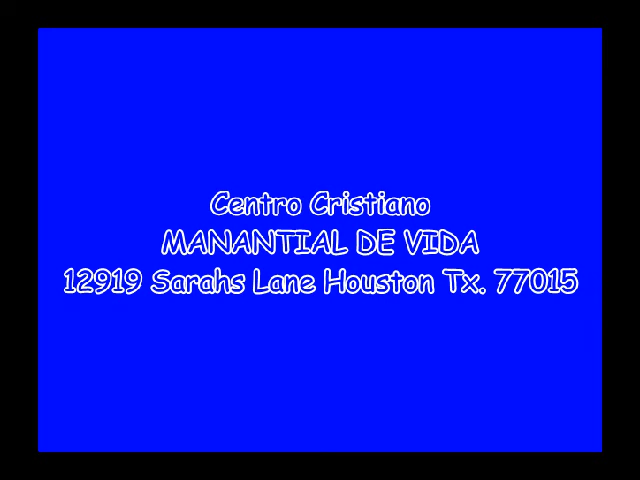 Centro Cristiano
MANANTIAL DE VIDA
12919 Sarahs Lane Houston Tx. 77015